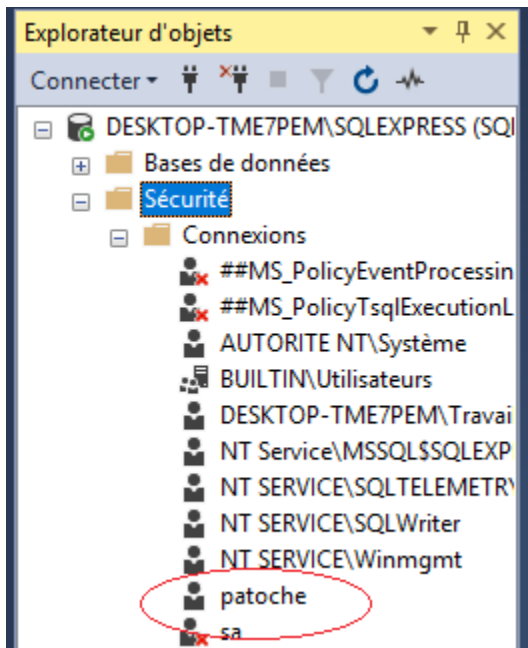 Explorateur d'objets
Connecter
DESKTOP-TME7PEM\SQLEXPRESS (SQl
Bases de données
Sécurité
Connexions
##MS_PolicyEventProcessin
##MS_PolicyTsqlExecutionL
AUTORITE NT\Système
BUILTIN\Utilisateurs
DESKTOP-TME7PEM\Travai
NT Service\MSSQL$SQLEXP
NT SERVICE\SQLTELEMETRY
NT SERVICE\SQLWriter
NT SERVICE\Winmgmt
patoche
sa